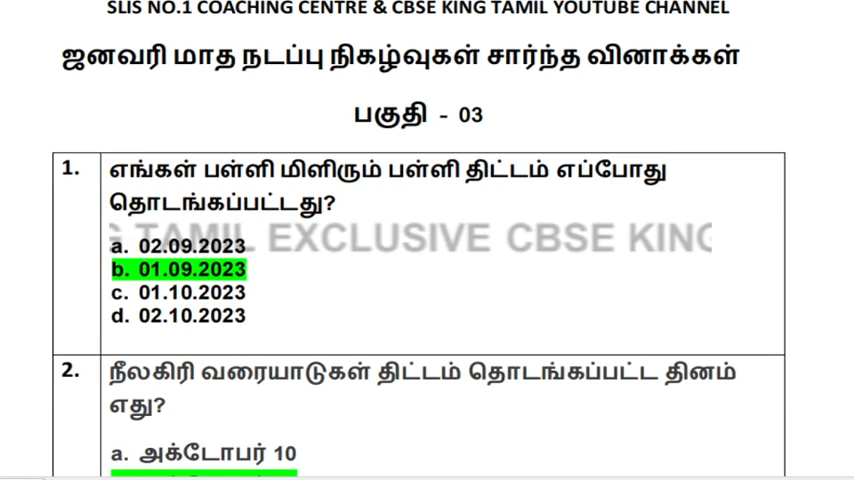 SLIS NO.1 COACHING CENTRE & CBSE KING TAMIL YOUTUBE CHANNEL
ஜனவரி மாத நடப்பு நிகழ்வுகள் சார்ந்த வினாக்கள்
பகுதி - 03
1. எங்கள் பள்ளி மிளிரும் பள்ளி திட்டம் எப்போது
தொடங்கப்பட்டது?
G TAMIL EXCLUSIVE CBSE KING
a. 02.09.2023
b. 01.09.2023
c. 01.10.2023
d. 02.10.2023
2. நீலகிரி வரையாடுகள் திட்டம் தொடங்கப்பட்ட தினம்
எது?
a. அக்டோபர் 10